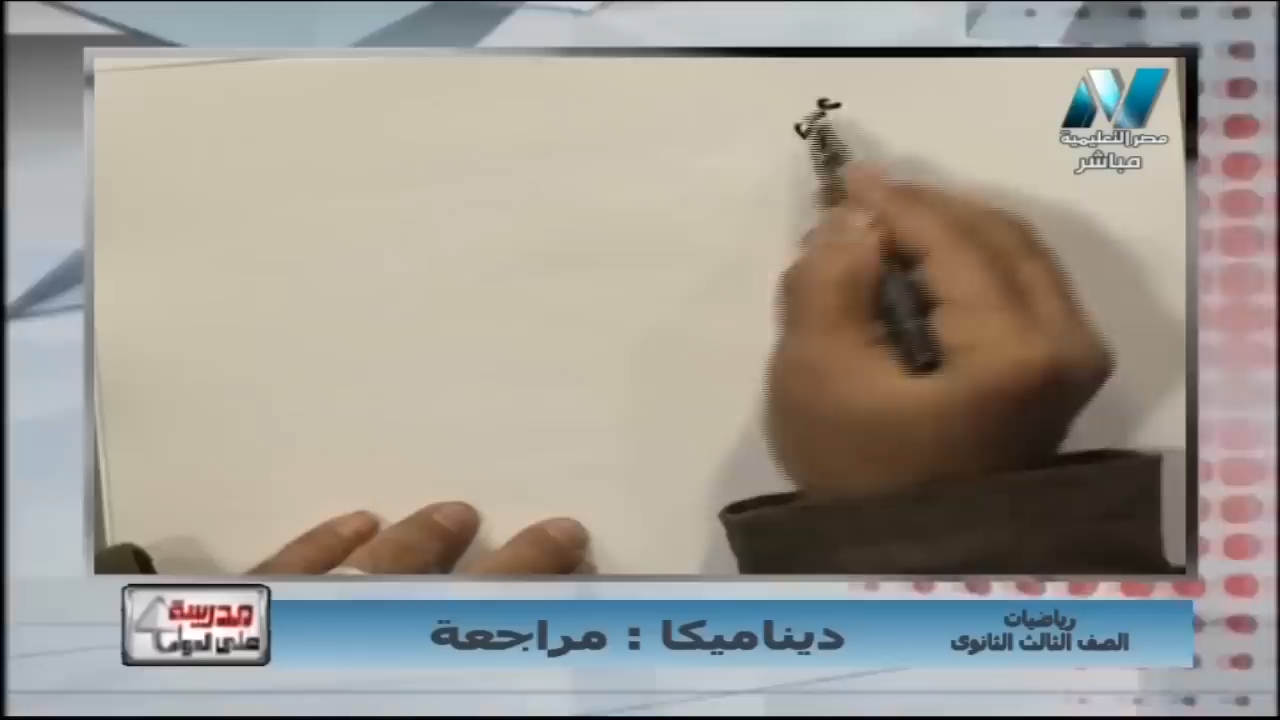 مصر التعليمية
مباشر
رياضيات
الصف الثالث الثانوى
ديناميكا : مراجعة
مدرسة
على الهواء